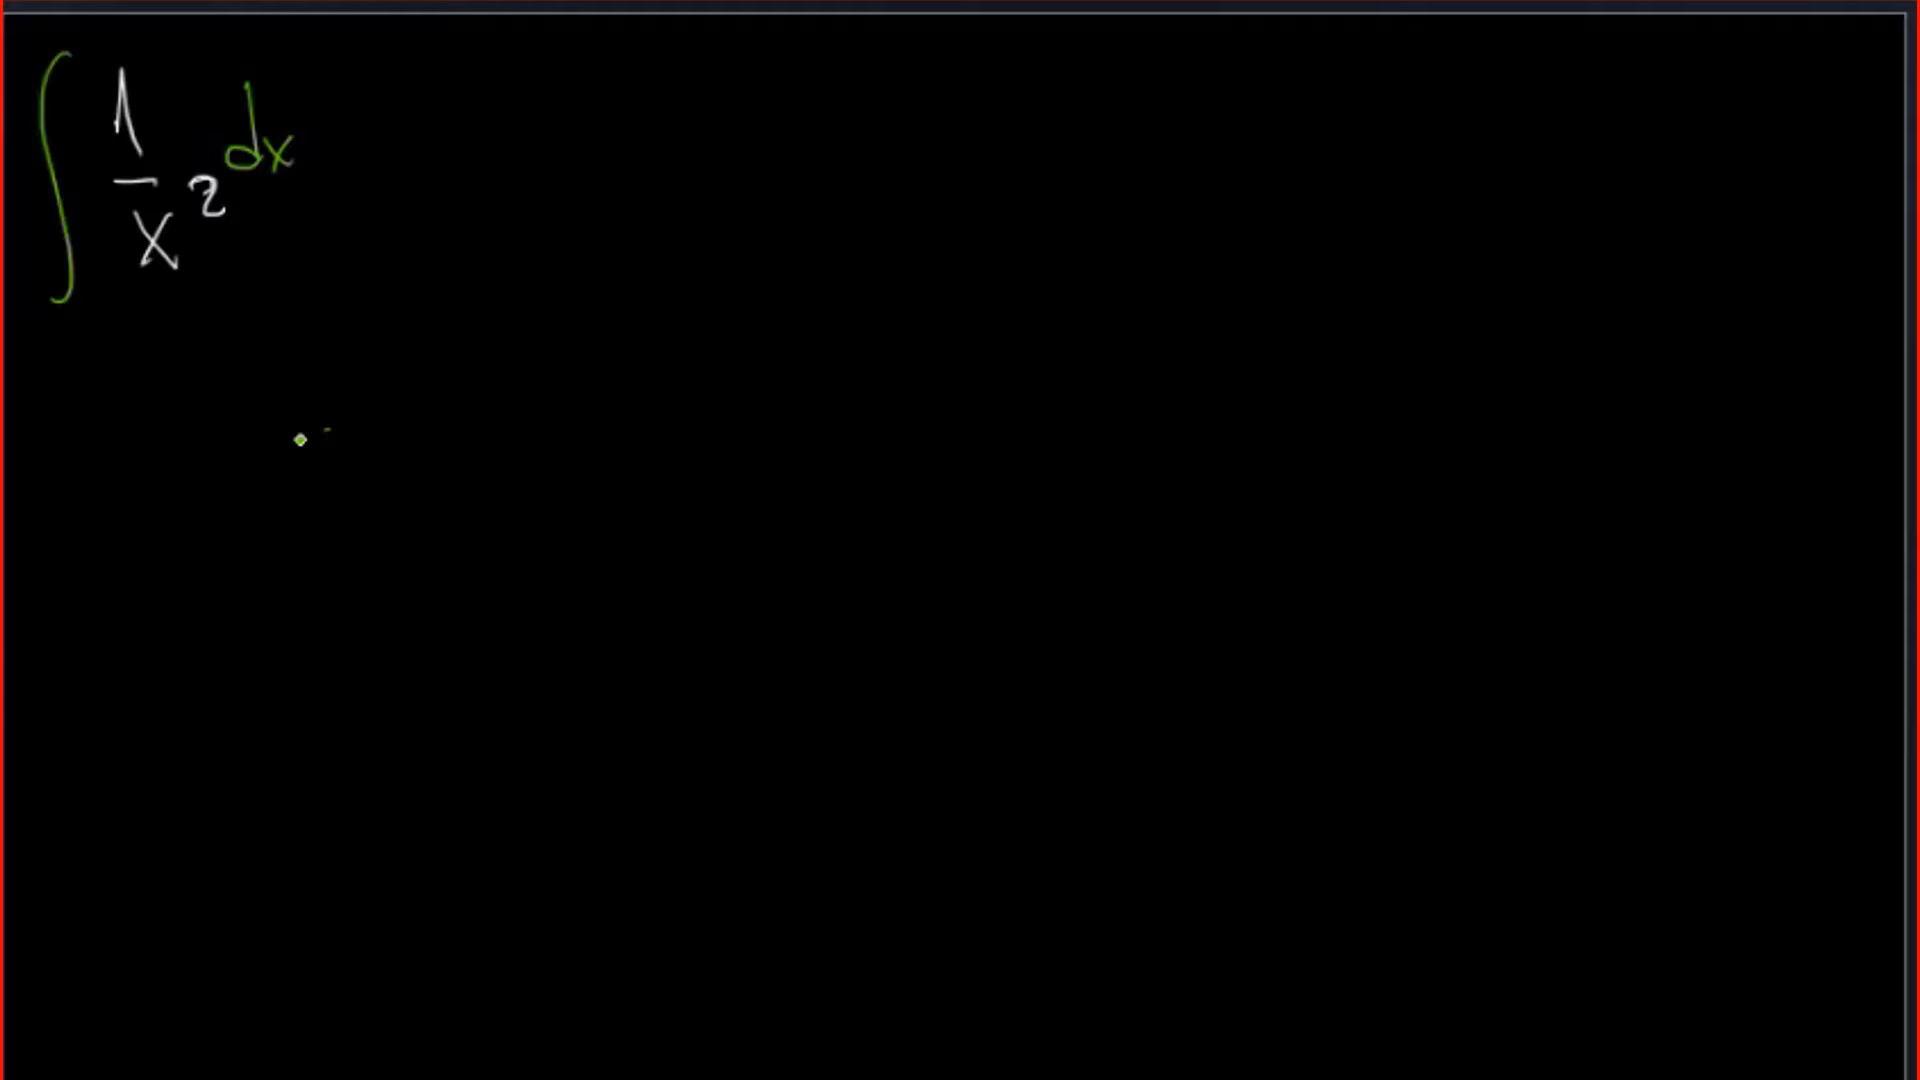 ∫ 1/x² dx